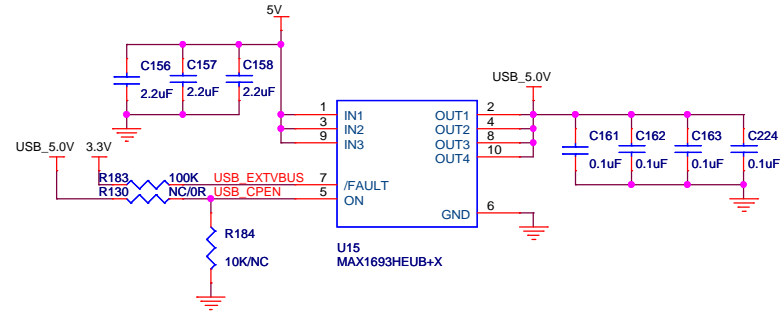 5V
C156
C157
C158
2.2uF
2.2uF
2.2uF
USB_5.0V
1
IN1
OUT1
2
3
IN2
OUT2
4
9
IN3
OUT3
8
OUT4
10
C161
C162
C163
C224
0.1uF
0.1uF
0.1uF
0.1uF
USB_5.0V
3.3V
R183
100K
USB_EXTVBUS
7
/FAULT
R130
NC/0R
USB_CPEN
5
ON
GND
6
R184
10K/NC
U15
MAX1693HEUB+X